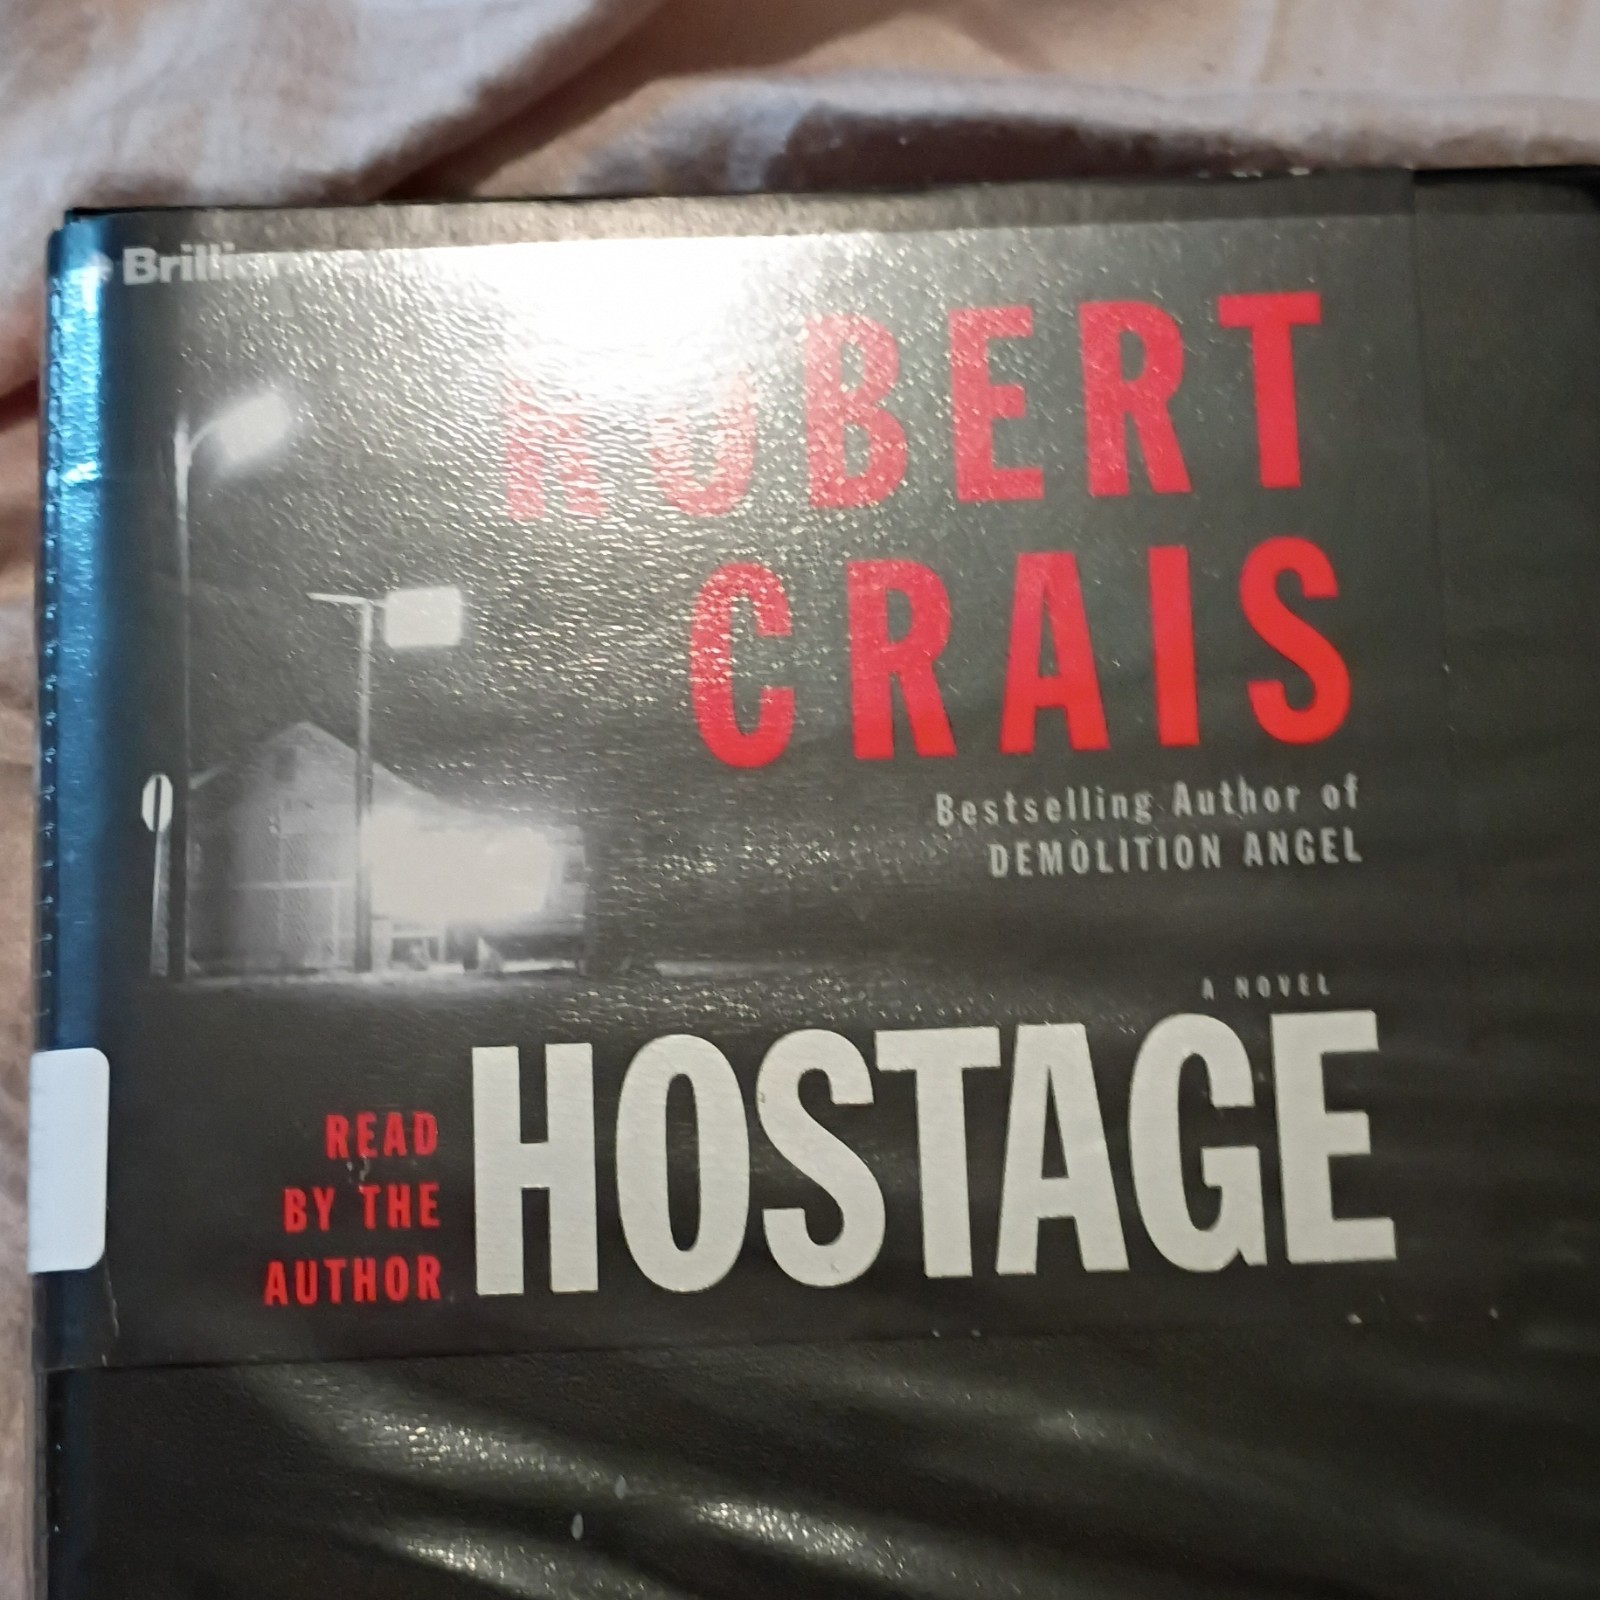 ROBERT
CRAIS
Bestselling Author of
DEMOLITION ANGEL
A NOVEL
HOSTAGE
READ
BY THE
AUTHOR